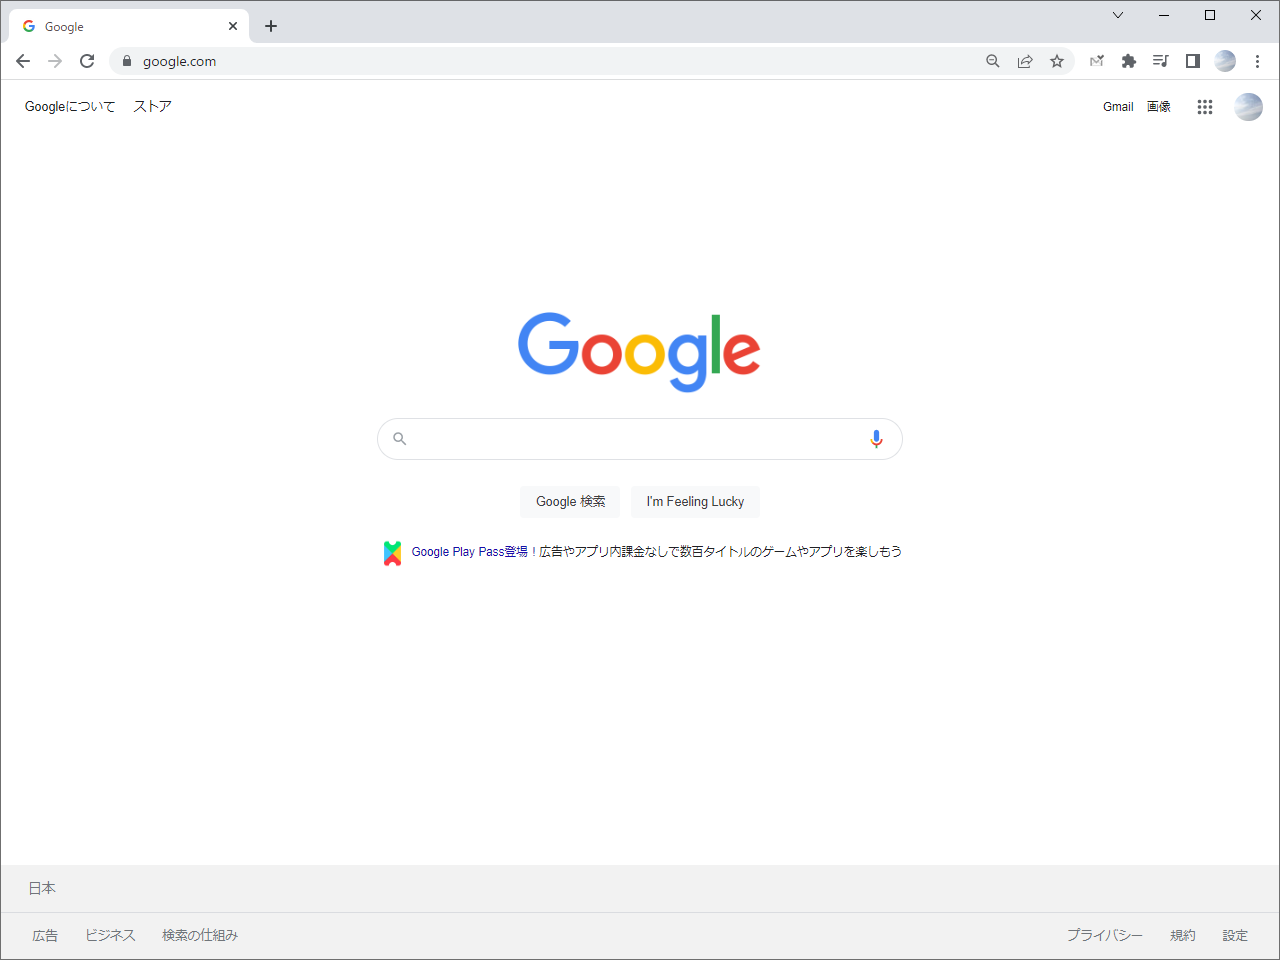 Google
google.com
Googleについて ストア
Gmail 画像
Google
Google 検索 I'm Feeling Lucky
Google Play Pass登場！広告やアプリ内課金なしで数百タイトルのゲームやアプリを楽しもう
日本
広告 ビジネス 検索の仕組み
プライバシー 規約 設定